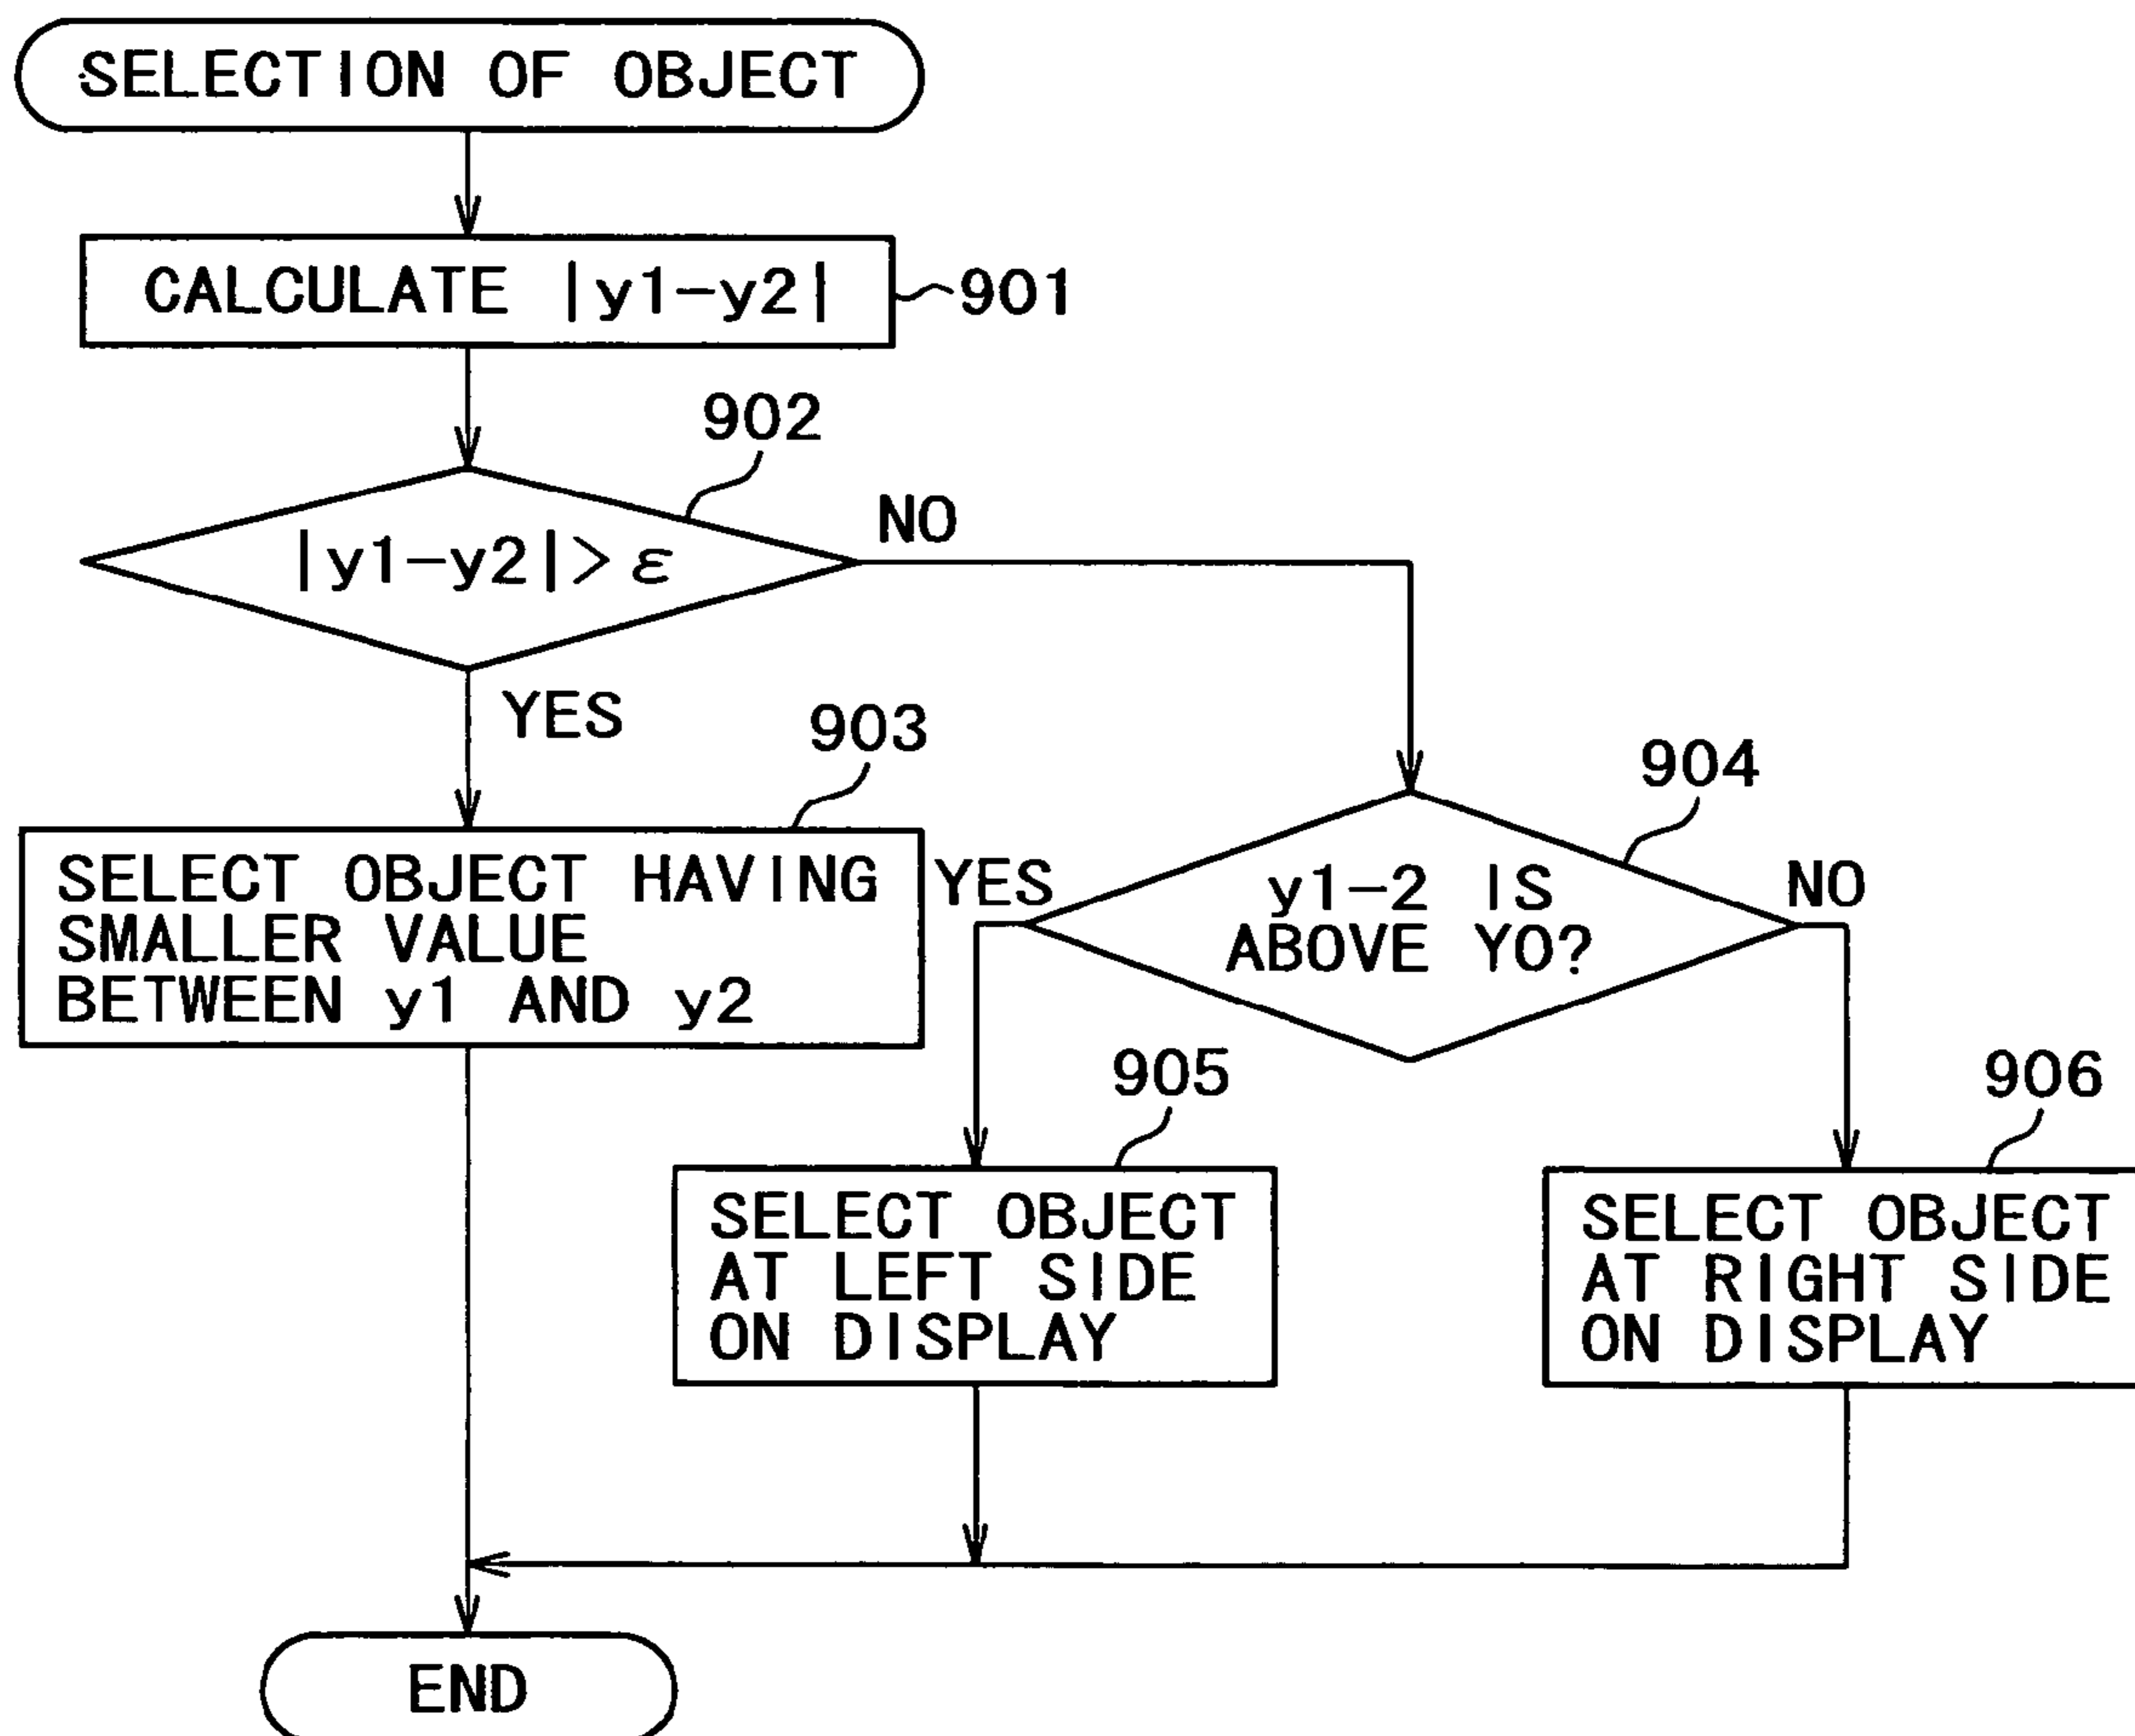 SELECTION OF OBJECT
CALCULATE |y1-y2|
901
902
|y1-y2|> ε
NO
YES
903
SELECT OBJECT HAVING
SMALLER VALUE
BETWEEN y1 AND y2
904
YES
y1-2 IS
ABOVE YO?
NO
905
SELECT OBJECT
AT LEFT SIDE
ON DISPLAY
906
SELECT OBJECT
AT RIGHT SIDE
ON DISPLAY
END